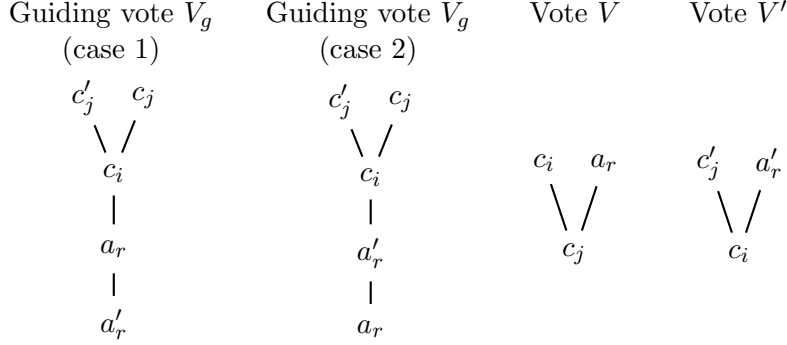 Guiding vote V_g Guiding vote V_g Vote V Vote V′
(case 1) (case 2)
c′_j c_j c′_j c_j
c_i c_i c_i a_r c′_j a′_r
a_r a′_r c_j c_i
a′_r a_r